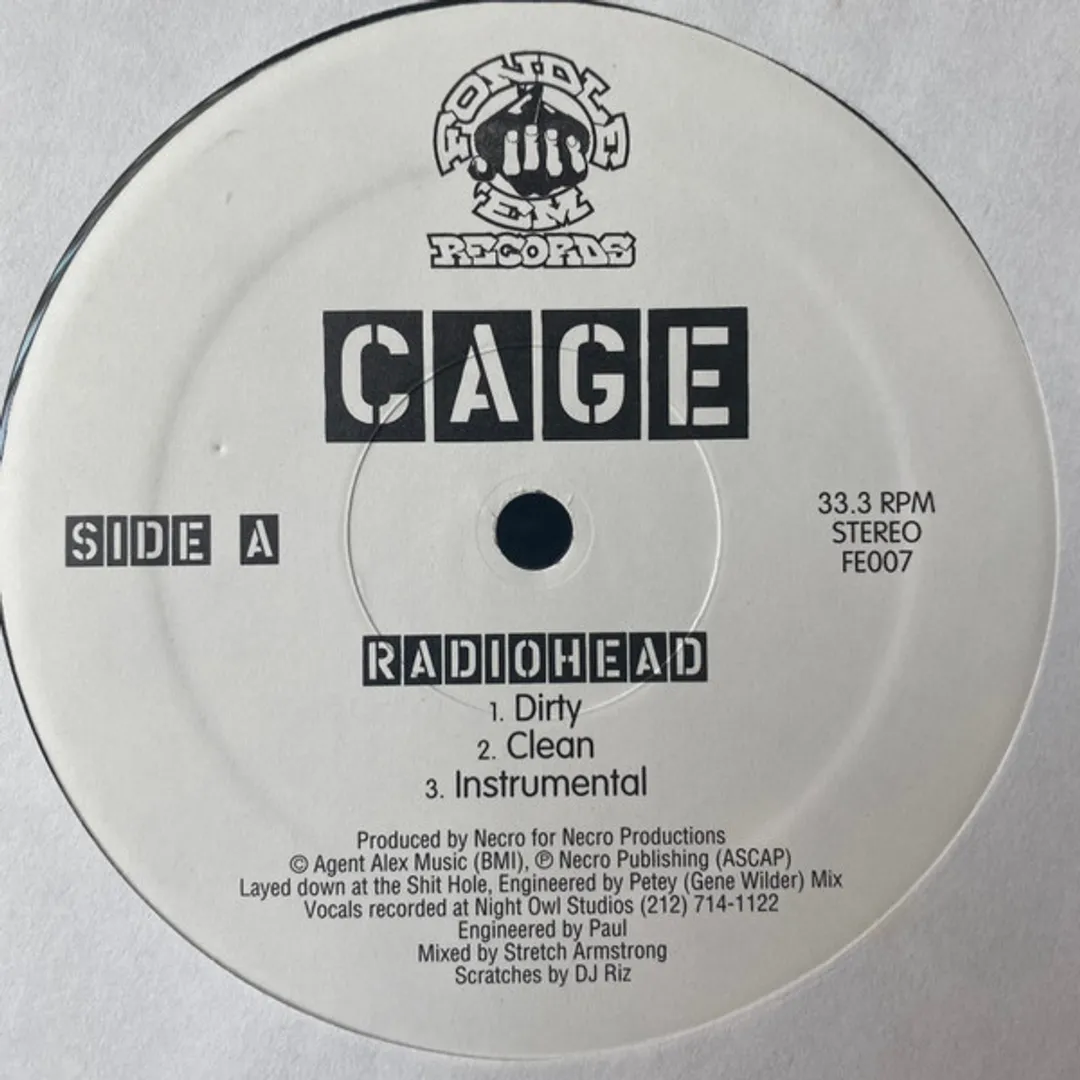 FONDLE
'EM
RECORDS
CAGE
SIDE A
33.3 RPM
STEREO
FE007
RADIOHEAD
1. Dirty
2. Clean
3. Instrumental
Produced by Necro for Necro Productions
© Agent Alex Music (BMI), ℗ Necro Publishing (ASCAP)
Layed down at the Shit Hole, Engineered by Petey (Gene Wilder) Mix
Vocals recorded at Night Owl Studios (212) 714-1122
Engineered by Paul
Mixed by Stretch Armstrong
Scratches by DJ Riz